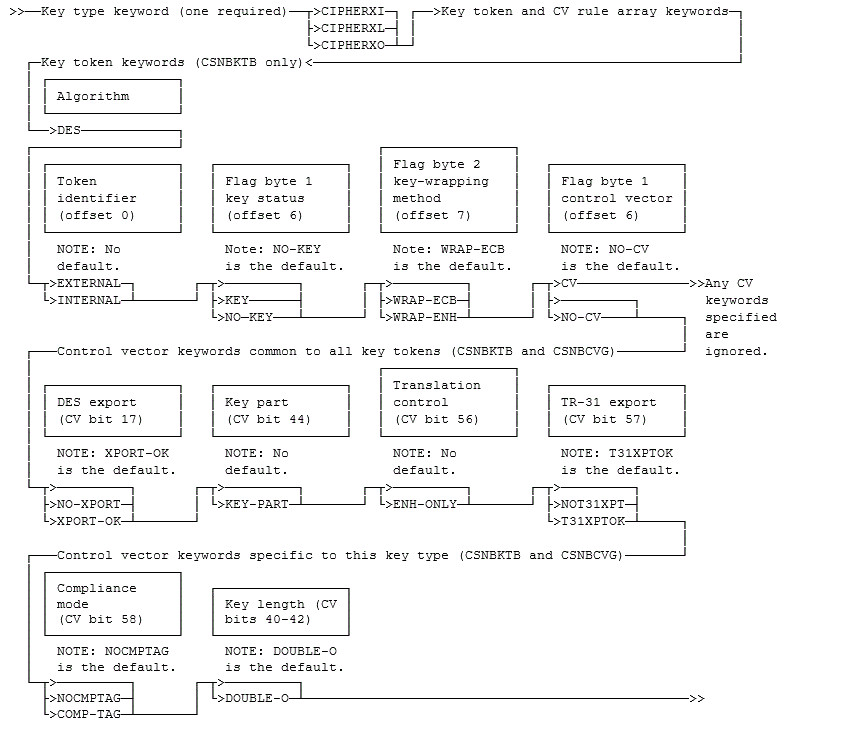 >>—Key type keyword (one required)—┬>CIPHERXI—┐ ┌—>Key token and CV rule array keywords—┐
├>CIPHERXL—┤
└>CIPHERXO—┴—┘
┌—Key token keywords (CSNBKTB only)<—┘
Algorithm
└—>DES—┐
Flag byte 2
Token Flag byte 1 key-wrapping Flag byte 1
identifier key status method control vector
(offset 0) (offset 6) (offset 7) (offset 6)
NOTE: No Note: NO-KEY Note: WRAP-ECB NOTE: NO-CV
default. is the default. is the default. is the default.
└┬>EXTERNAL┐ ┌┬>—┐ ┌┬>—┐ ┌┬>CV—>>Any CV
└>INTERNAL┴—┘ ├>KEY—┤ ├>WRAP-ECB┤ ├>—┐ keywords
└>NO-KEY—┴—┘ └>WRAP-ENH┴—┘ └>NO-CV—┴—┐ specified
are
┌—Control vector keywords common to all key tokens (CSNBKTB and CSNBCVG)—┘ ignored.
Translation
DES export Key part control TR-31 export
(CV bit 17) (CV bit 44) (CV bit 56) (CV bit 57)
NOTE: XPORT-OK NOTE: No NOTE: No NOTE: T31XPTOK
is the default. default. default. is the default.
└┬>—┐ ┌┬>—┐ ┌┬>—┐ ┌┬>—┐
├>NO-XPORT┤ └>KEY-PART┴—┘ └>ENH-ONLY┴—┘ ├>NOT31XPT┤
└>XPORT-OK┴—┘ └>T31XPTOK┴—┐
┌—Control vector keywords specific to this key type (CSNBKTB and CSNBCVG)—┘
Compliance
mode Key length (CV
(CV bit 58) bits 40-42)
NOTE: NOCMPTAG NOTE: DOUBLE-O
is the default. is the default.
└┬>—┐ ┌┬>—┐
├>NOCMPTAG┤ └>DOUBLE-O┴—>>
└>COMP-TAG┴—┘